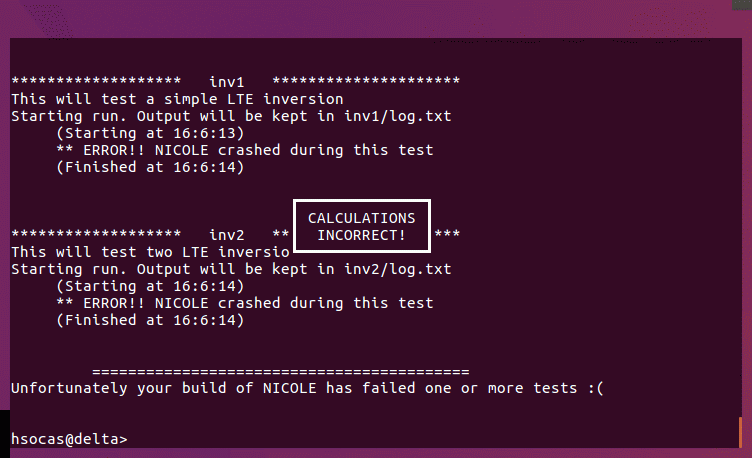 ******************* inv1 *********************
This will test a simple LTE inversion
Starting run. Output will be kept in inv1/log.txt
(Starting at 16:6:13)
** ERROR!! NICOLE crashed during this test
(Finished at 16:6:14)
CALCULATIONS
INCORRECT!
******************* inv2 ** ***
This will test two LTE inversio
Starting run. Output will be kept in inv2/log.txt
(Starting at 16:6:14)
** ERROR!! NICOLE crashed during this test
(Finished at 16:6:14)
==========================================
Unfortunately your build of NICOLE has failed one or more tests :(
hsocas@delta>